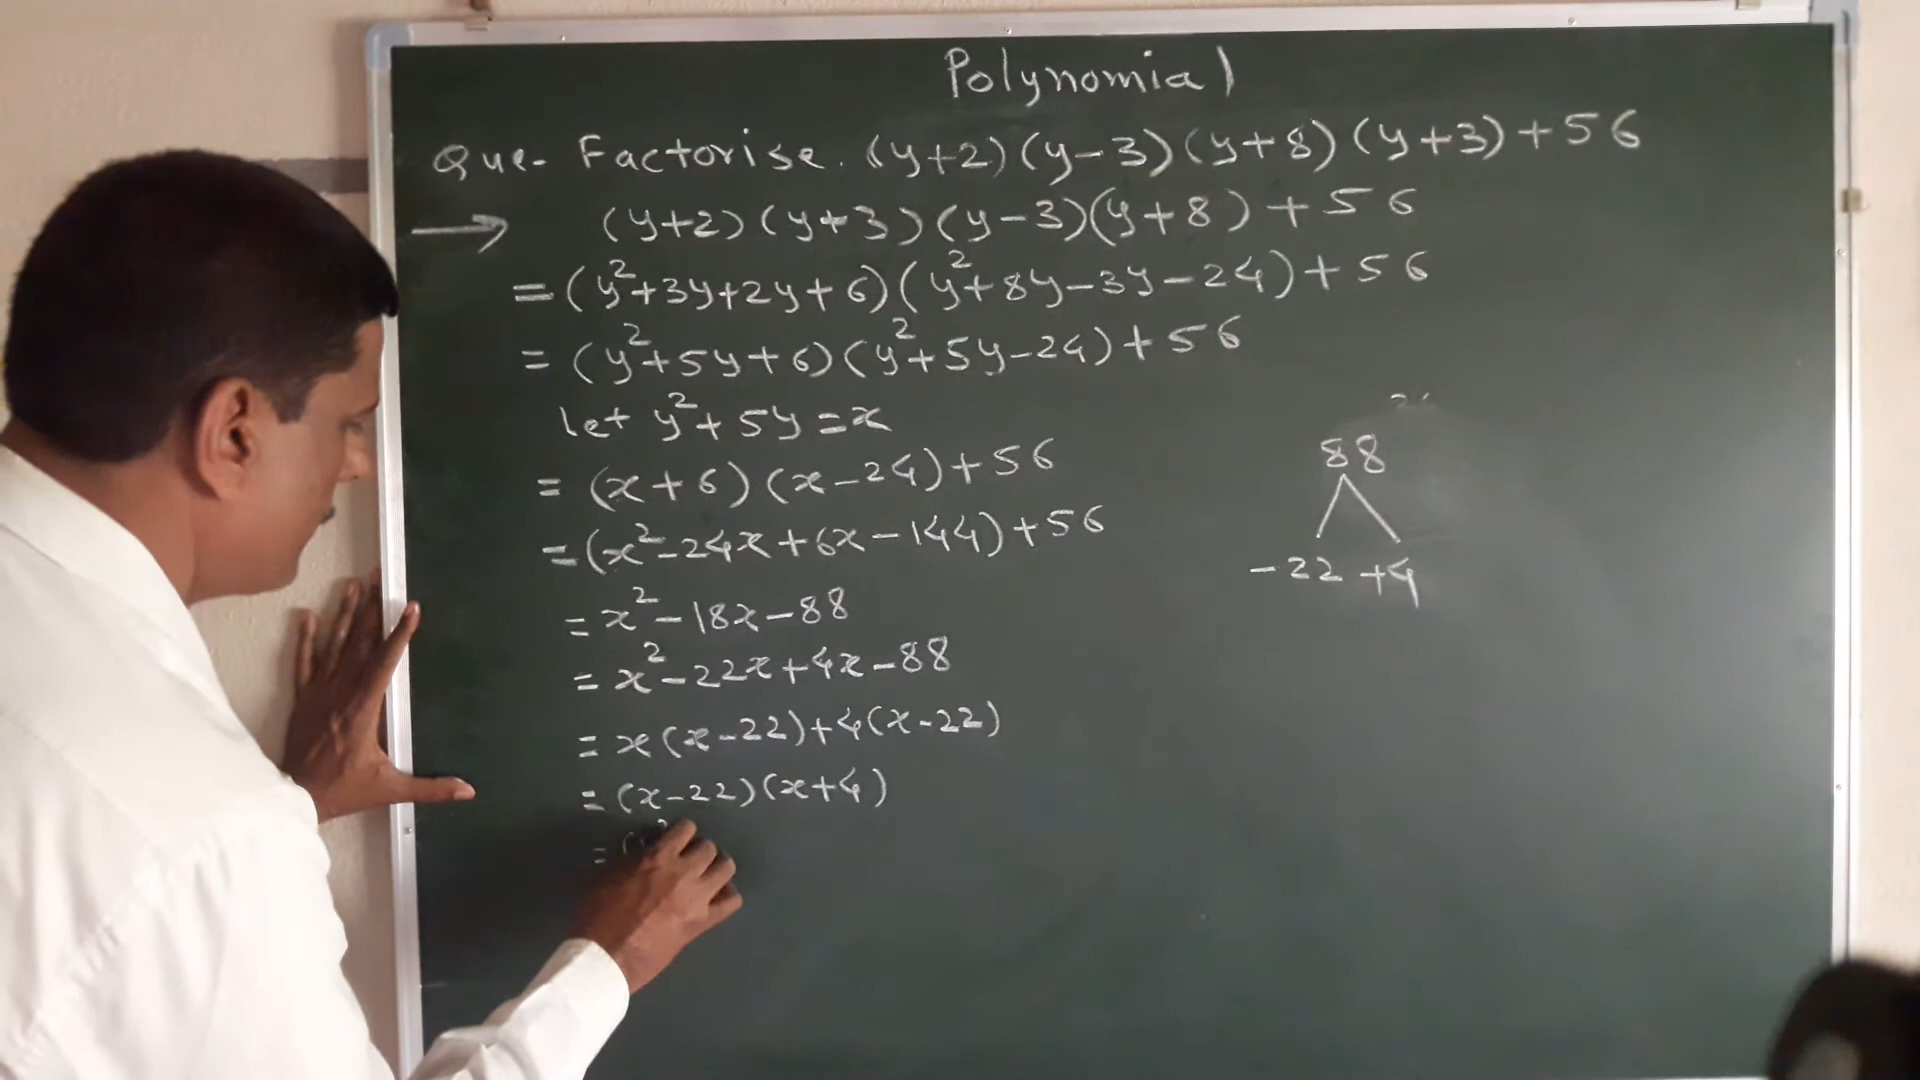 Polynomial
Que- Factorise. (y+2)(y-3)(y+8)(y+3)+56
→ (y+2)(y+3)(y-3)(y+8)+56
=(y²+3y+2y+6)(y²+8y-3y-24)+56
=(y²+5y+6)(y²+5y-24)+56
let y²+5y=x
=(x+6)(x-24)+56
=(x²-24x+6x-144)+56
=x²-18x-88
=x²-22x+4x-88
=x(x-22)+4(x-22)
=(x-22)(x+4)
=(
88
-22 +4